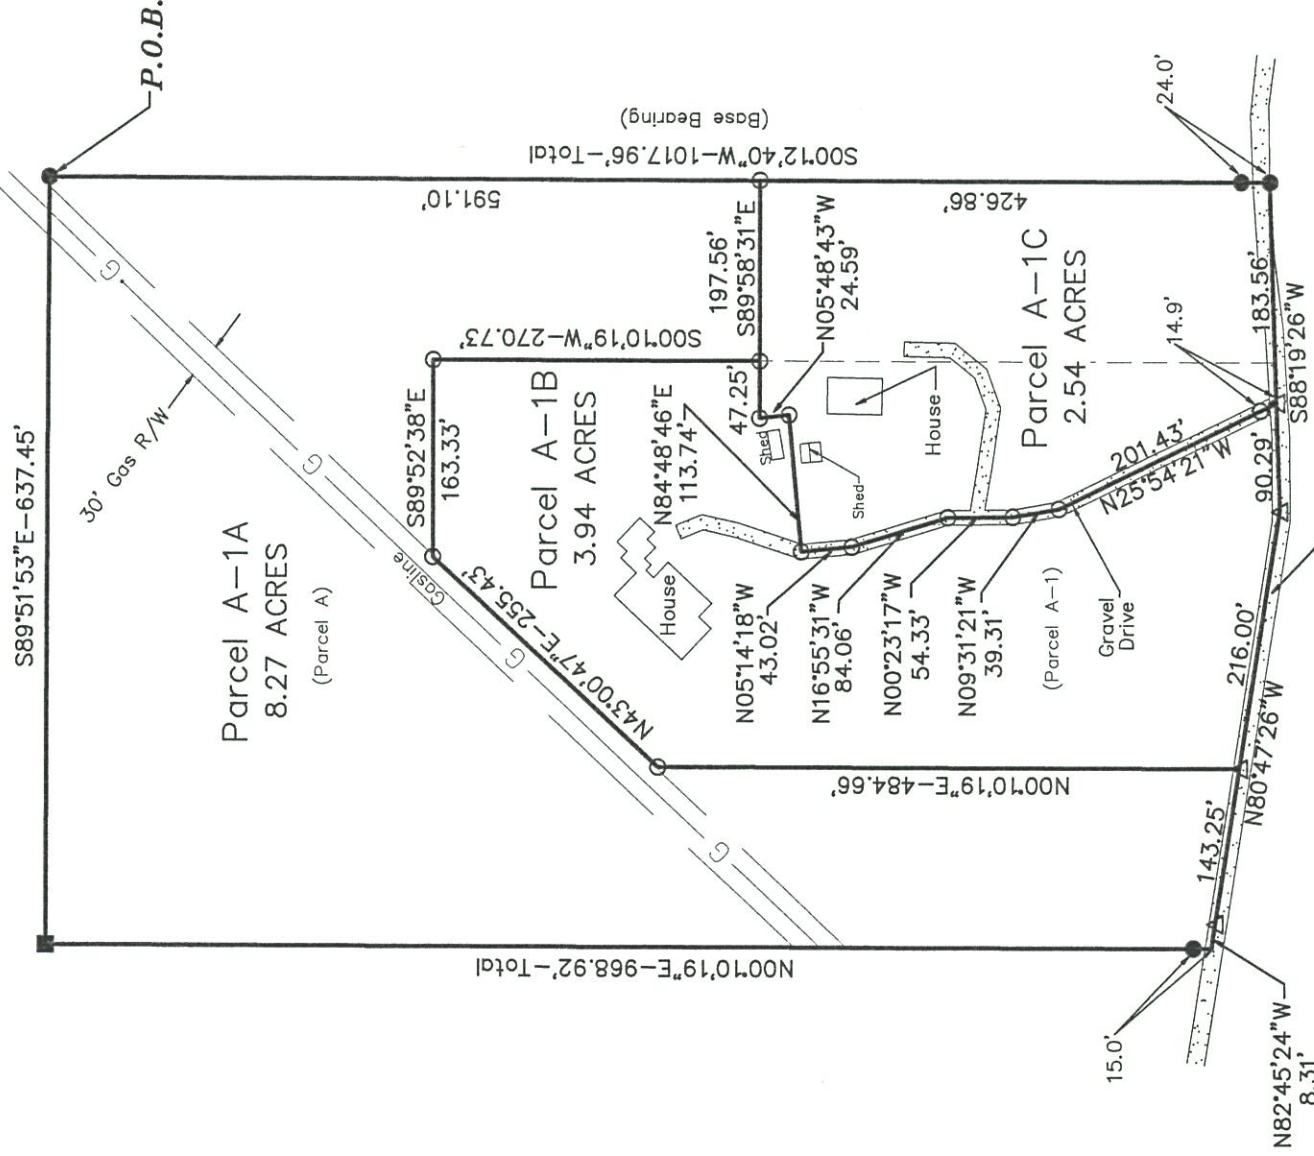 P.O.B.
S89°51'53"E-637.45'
30' Gas R/W
G
G
G
G
Gasline
Parcel A-1A
8.27 ACRES
(Parcel A)
(Base Bearing)
S00°12'40"W-1017.96'-Total
591.10'
426.86'
24.0'
S89°52'38"E
163.33'
S00°10'19"W-270.73'
197.56'
S89°58'31"E
47.25'
N05°48'43"W
24.59'
N84°48'46"E
113.74'
Parcel A-1B
3.94 ACRES
N43°00'47"E-255.43'
Shed
Shed
House
House
Parcel A-1C
2.54 ACRES
14.9'
183.56'
S88°19'26"W
90.29'
201.43'
N25°54'21"W
N05°14'18"W
43.02'
N16°55'31"W
84.06'
N00°23'17"W
54.33'
N09°31'21"W
39.31'
(Parcel A-1)
Gravel
Drive
N00°10'19"E-484.66'
216.00'
N80°47'26"W
143.25'
N00°10'19"E-968.92'-Total
15.0'
N82°45'24"W
8.31'